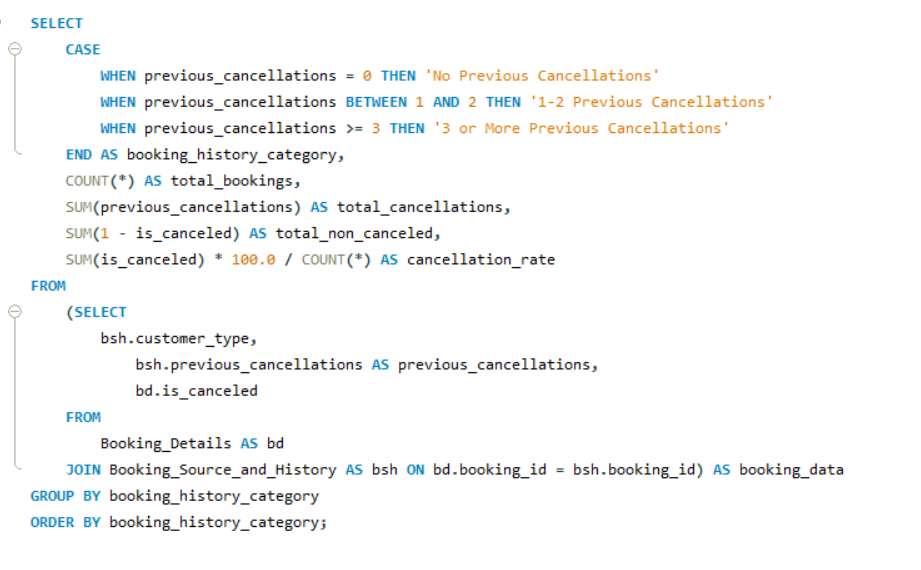 SELECT
CASE
WHEN previous_cancellations = 0 THEN 'No Previous Cancellations'
WHEN previous_cancellations BETWEEN 1 AND 2 THEN '1-2 Previous Cancellations'
WHEN previous_cancellations >= 3 THEN '3 or More Previous Cancellations'
END AS booking_history_category,
COUNT(*) AS total_bookings,
SUM(previous_cancellations) AS total_cancellations,
SUM(1 - is_canceled) AS total_non_canceled,
SUM(is_canceled) * 100.0 / COUNT(*) AS cancellation_rate
FROM
(SELECT
bsh.customer_type,
bsh.previous_cancellations AS previous_cancellations,
bd.is_canceled
FROM
Booking_Details AS bd
JOIN Booking_Source_and_History AS bsh ON bd.booking_id = bsh.booking_id) AS booking_data
GROUP BY booking_history_category
ORDER BY booking_history_category;